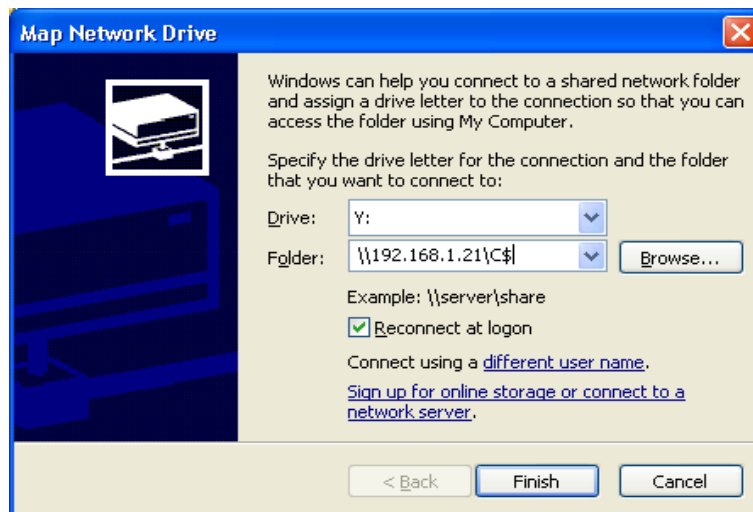 Map Network Drive
Windows can help you connect to a shared network folder
and assign a drive letter to the connection so that you can
access the folder using My Computer.
Specify the drive letter for the connection and the folder
that you want to connect to:
Drive: Y:
Folder: \\192.168.1.21\C$ Browse...
Example: \\server\share
Reconnect at logon
Connect using a different user name.
Sign up for online storage or connect to a
network server.
< Back Finish Cancel